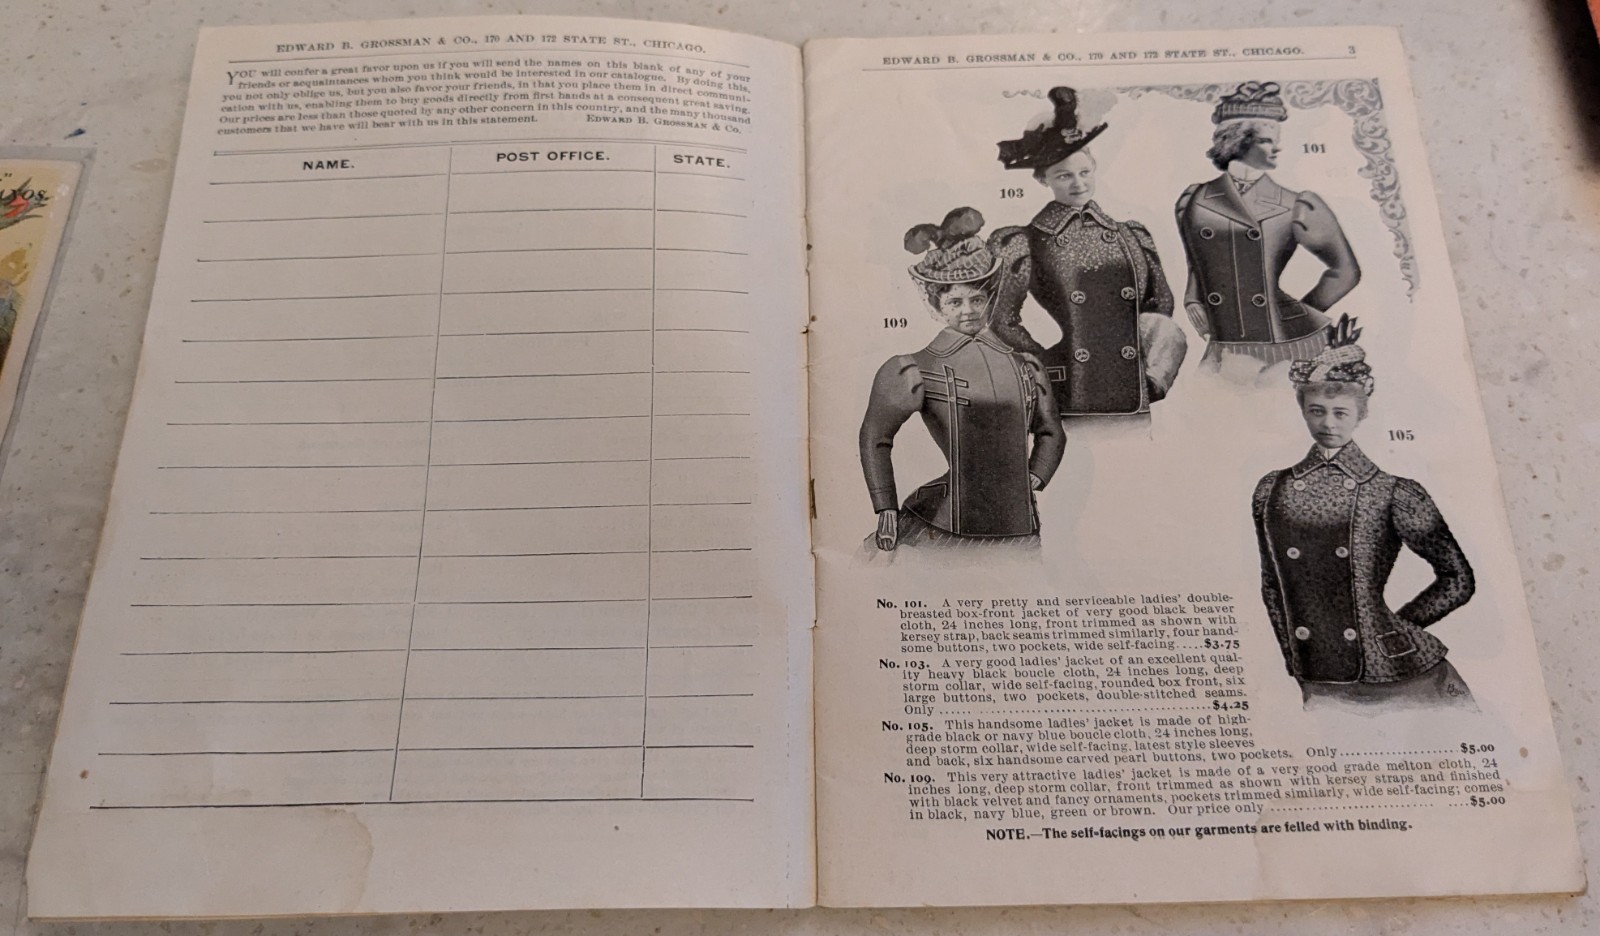 EDWARD B. GROSSMAN & CO., 170 AND 172 STATE ST., CHICAGO.
YOU will confer a great favor upon us if you will send the names on this blank of any of your
friends or acquaintances whom you think would be interested in our catalogue. By doing this,
you not only oblige us, but you also favor your friends, in that you place them in direct communi-
cation with us, enabling them to buy goods directly from first hands at a consequent great saving.
Our prices are less than those quoted by any other concern in this country, and the many thousand
customers that we have will bear with us in this statement. EDWARD B. GROSSMAN & Co.
NAME. POST OFFICE. STATE.
EDWARD B. GROSSMAN & CO., 170 AND 172 STATE ST., CHICAGO. 3
101
103
109
105
No. 101. A very pretty and serviceable ladies' double-
breasted box-front jacket of very good black beaver
cloth, 24 inches long, front trimmed as shown with
kersey strap, back seams trimmed similarly, four hand-
some buttons, two pockets, wide self-facing.....$3.75
No. 103. A very good ladies' jacket of an excellent qual-
ity heavy black boucle cloth, 24 inches long, deep
storm collar, wide self-facing, rounded box front, six
large buttons, two pockets, double-stitched seams.
Only ...........................................$4.25
No. 105. This handsome ladies' jacket is made of high-
grade black or navy blue boucle cloth, 24 inches long,
deep storm collar, wide self-facing, latest style sleeves
and back, six handsome carved pearl buttons, two pockets. Only....................$5.00
No. 109. This very attractive ladies' jacket is made of a very good grade melton cloth, 24
inches long, deep storm collar, front trimmed as shown with kersey straps and finished
with black velvet and fancy ornaments, pockets trimmed similarly, wide self-facing; comes
in black, navy blue, green or brown. Our price only ..............................$5.00
NOTE.—The self-facings on our garments are felled with binding.